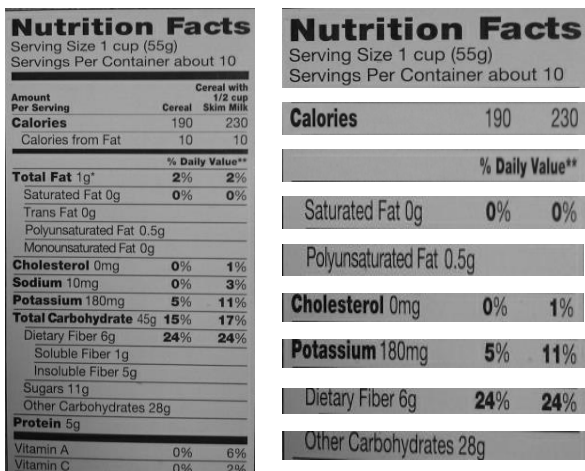 Nutrition Facts
Serving Size 1 cup (55g)
Servings Per Container about 10
Amount Per Serving Cereal Cereal with 1/2 cup Skim Milk
Calories 190 230
Calories from Fat 10 10
% Daily Value**
Total Fat 1g* 2% 2%
Saturated Fat 0g 0% 0%
Trans Fat 0g
Polyunsaturated Fat 0.5g
Monounsaturated Fat 0g
Cholesterol 0mg 0% 1%
Sodium 10mg 0% 3%
Potassium 180mg 5% 11%
Total Carbohydrate 45g 15% 17%
Dietary Fiber 6g 24% 24%
Soluble Fiber 1g
Insoluble Fiber 5g
Sugars 11g
Other Carbohydrates 28g
Protein 5g
Vitamin A 0% 6%
Vitamin C 0% 2%
Nutrition Facts
Serving Size 1 cup (55g)
Servings Per Container about 10
Calories 190 230
% Daily Value**
Saturated Fat 0g 0% 0%
Polyunsaturated Fat 0.5g
Cholesterol 0mg 0% 1%
Potassium 180mg 5% 11%
Dietary Fiber 6g 24% 24%
Other Carbohydrates 28g